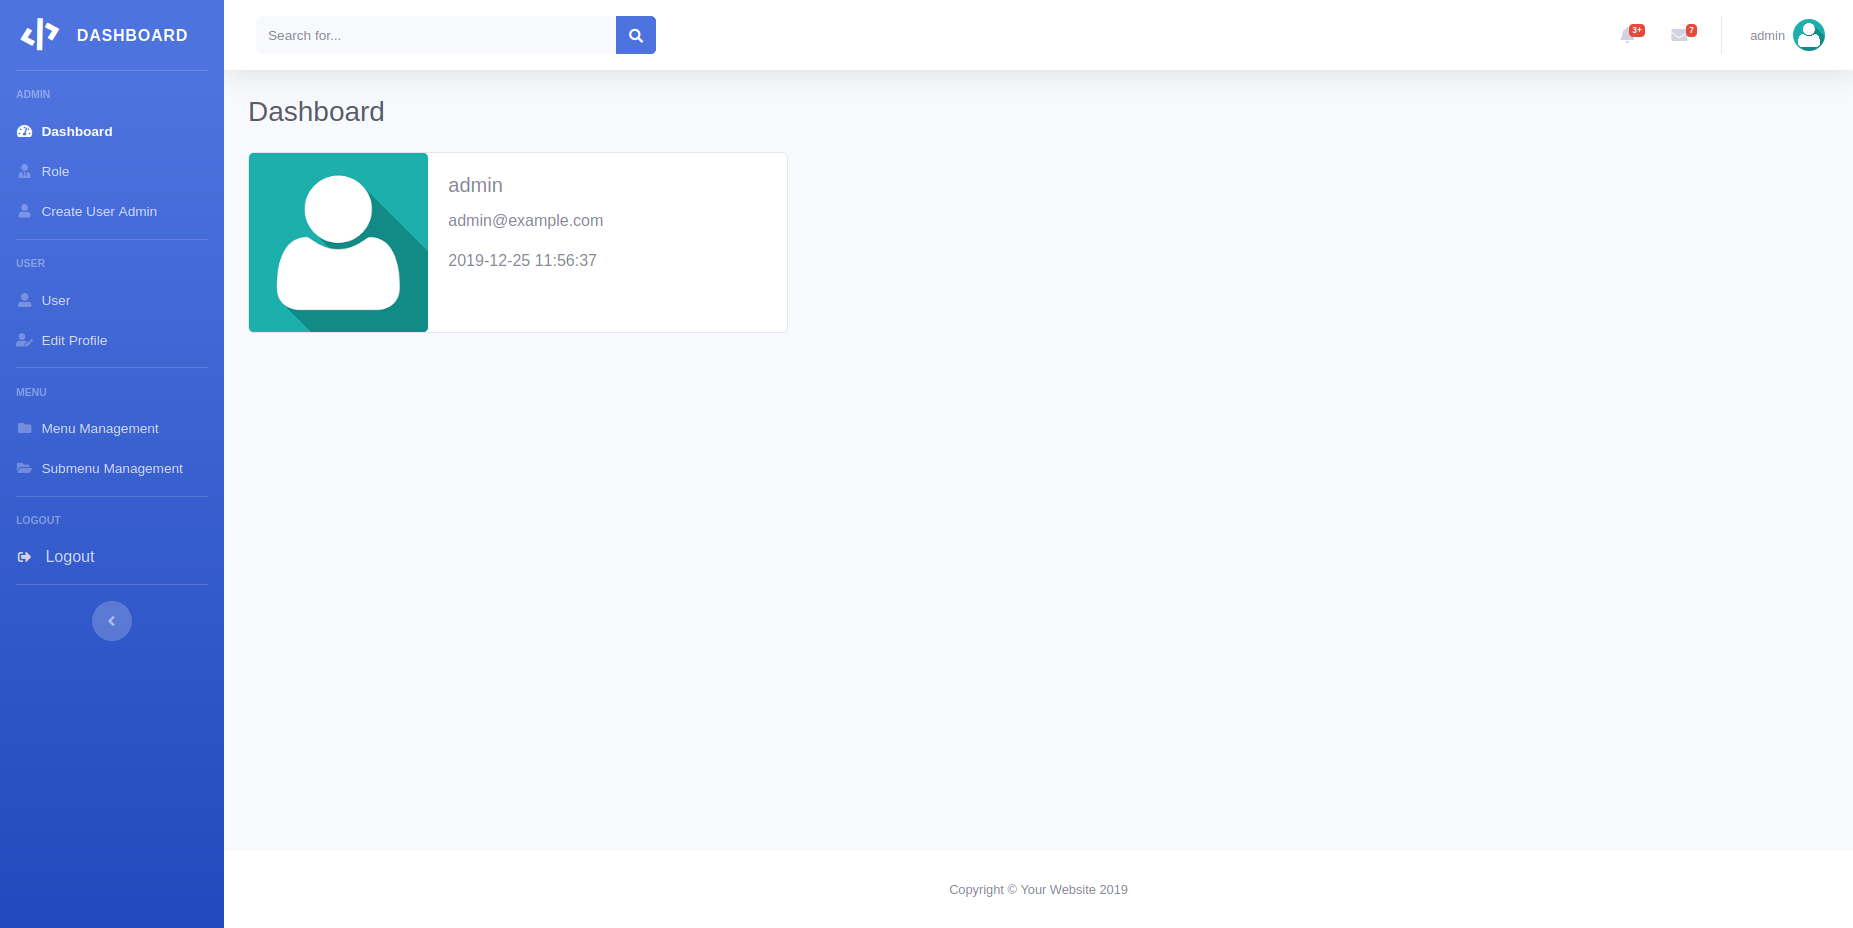 DASHBOARD
Search for...
3+
7
admin
ADMIN
Dashboard
Role
Create User Admin
USER
User
Edit Profile
MENU
Menu Management
Submenu Management
LOGOUT
Logout
Dashboard
admin
admin@example.com
2019-12-25 11:56:37
Copyright © Your Website 2019